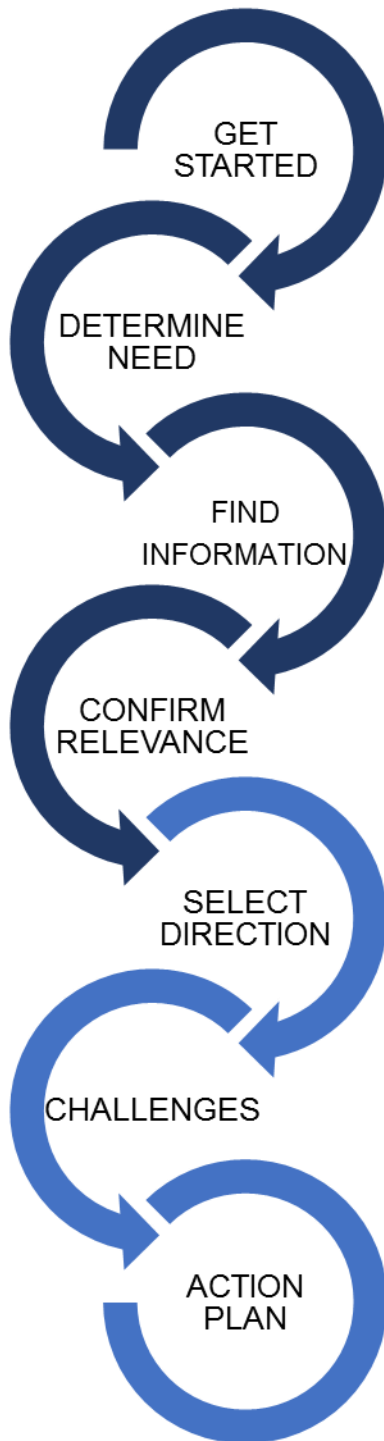 GET
STARTED
DETERMINE
NEED
FIND
INFORMATION
CONFIRM
RELEVANCE
SELECT
DIRECTION
CHALLENGES
ACTION
PLAN